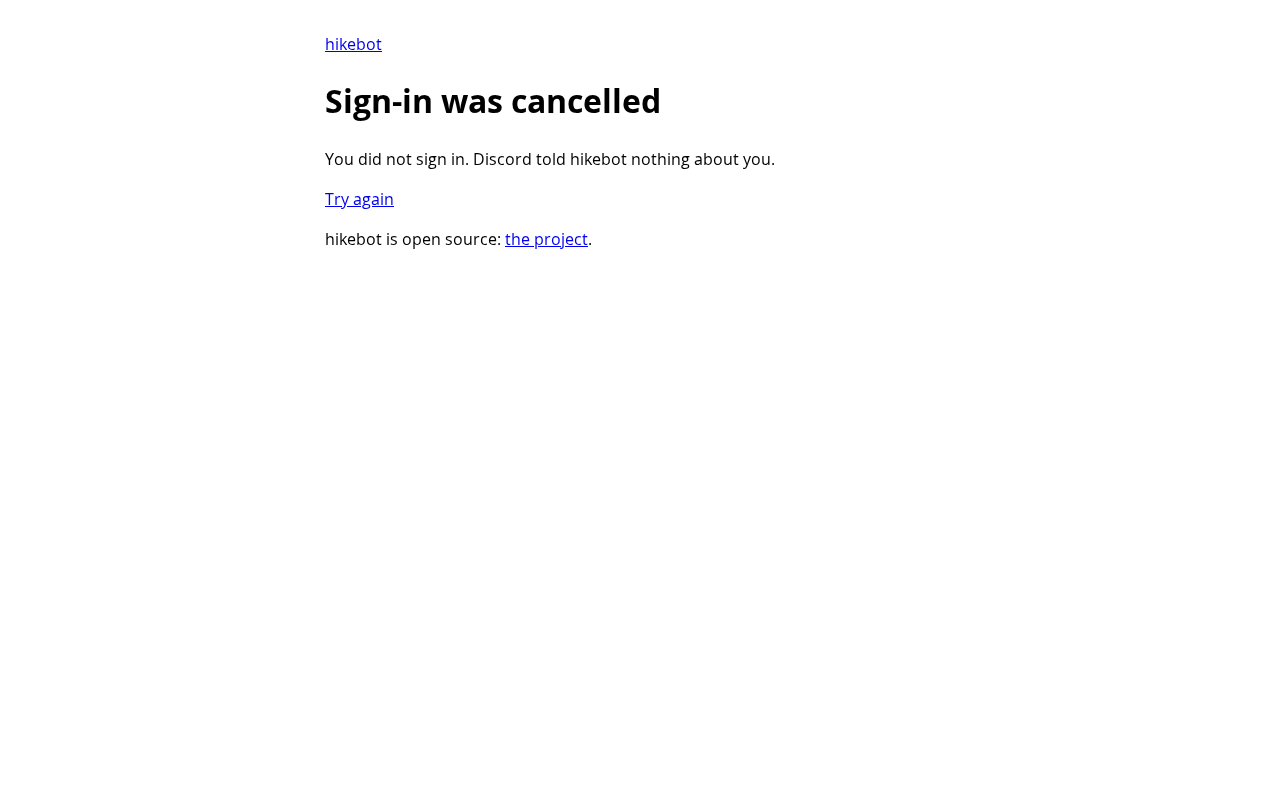 hikebot
Sign-in was cancelled
You did not sign in. Discord told hikebot nothing about you.
Try again
hikebot is open source: the project.